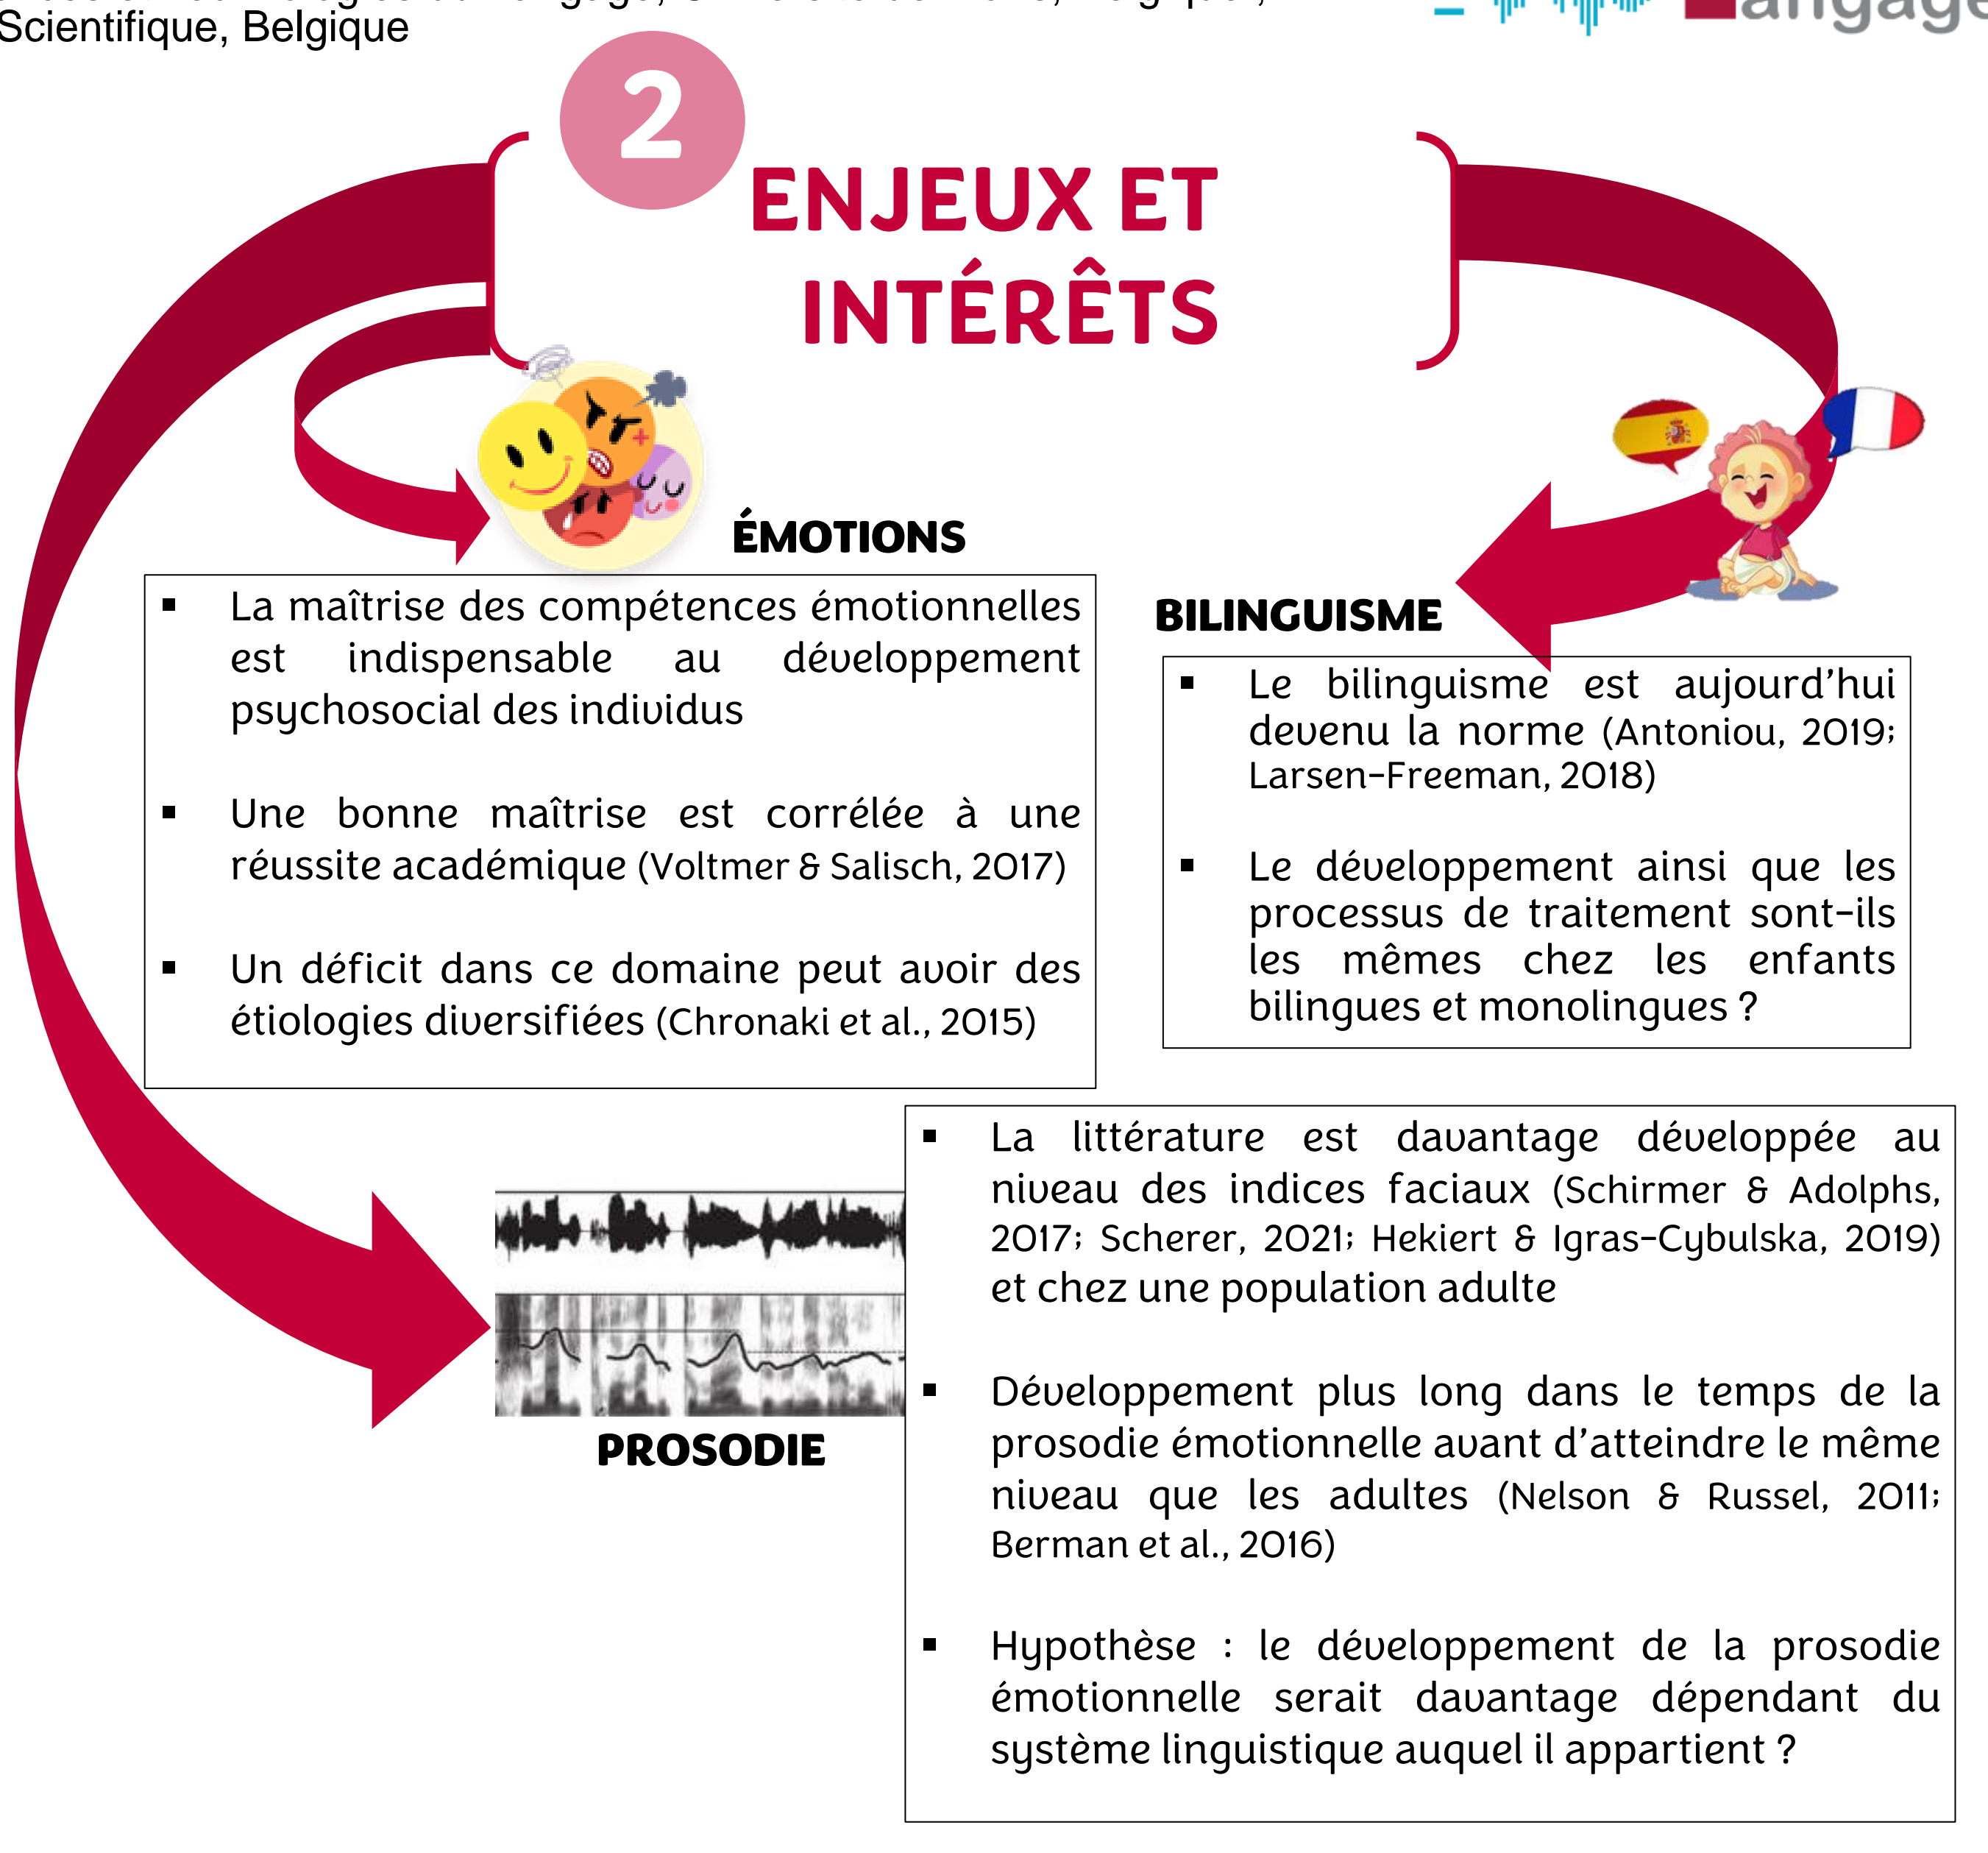 Scientifique, Belgique
angage
2
ENJEUX ET
INTÉRÊTS
ÉMOTIONS
▪ La maîtrise des compétences émotionnelles
est indispensable au développement
psychosocial des individus
▪ Une bonne maîtrise est corrélée à une
réussite académique (Voltmer & Salisch, 2017)
▪ Un déficit dans ce domaine peut avoir des
étiologies diversifiées (Chronaki et al., 2015)
BILINGUISME
▪ Le bilinguisme est aujourd’hui
devenu la norme (Antoniou, 2019;
Larsen-Freeman, 2018)
▪ Le développement ainsi que les
processus de traitement sont-ils
les mêmes chez les enfants
bilingues et monolingues ?
PROSODIE
▪ La littérature est davantage développée au
niveau des indices faciaux (Schirmer & Adolphs,
2017; Scherer, 2021; Hekiert & Igras-Cybulska, 2019)
et chez une population adulte
▪ Développement plus long dans le temps de la
prosodie émotionnelle avant d’atteindre le même
niveau que les adultes (Nelson & Russel, 2011;
Berman et al., 2016)
▪ Hypothèse : le développement de la prosodie
émotionnelle serait davantage dépendant du
système linguistique auquel il appartient ?